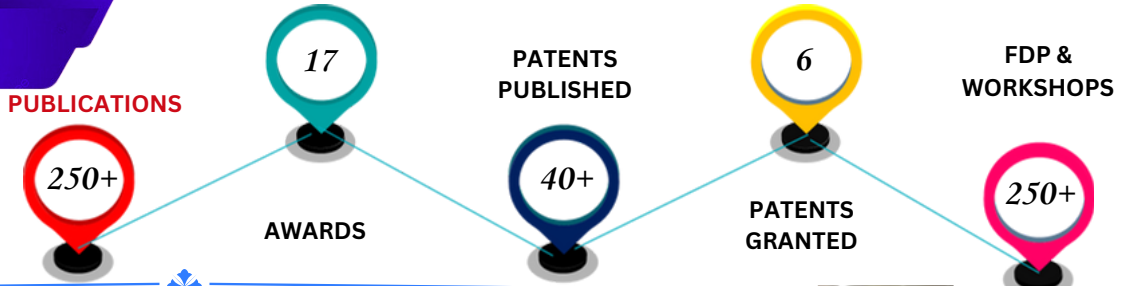 PUBLICATIONS
250+
17
AWARDS
PATENTS
PUBLISHED
40+
6
PATENTS
GRANTED
FDP &
WORKSHOPS
250+